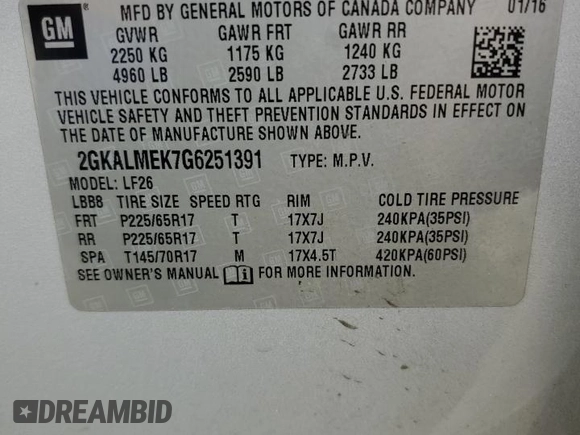 GM MFD BY GENERAL MOTORS OF CANADA COMPANY 01/16
GVWR GAWR FRT GAWR RR
2250 KG 1175 KG 1240 KG
4960 LB 2590 LB 2733 LB
THIS VEHICLE CONFORMS TO ALL APPLICABLE U.S. FEDERAL MOTOR
VEHICLE SAFETY AND THEFT PREVENTION STANDARDS IN EFFECT ON
THE DATE OF MANUFACTURE SHOWN ABOVE.
2GKALMEK7G6251391 TYPE: M.P.V.
MODEL: LF26
LBB8 TIRE SIZE SPEED RTG RIM COLD TIRE PRESSURE
FRT P225/65R17 T 17X7J 240KPA(35PSI)
RR P225/65R17 T 17X7J 240KPA(35PSI)
SPA T145/70R17 M 17X4.5T 420KPA(60PSI)
SEE OWNER'S MANUAL FOR MORE INFORMATION.
DREAMBID